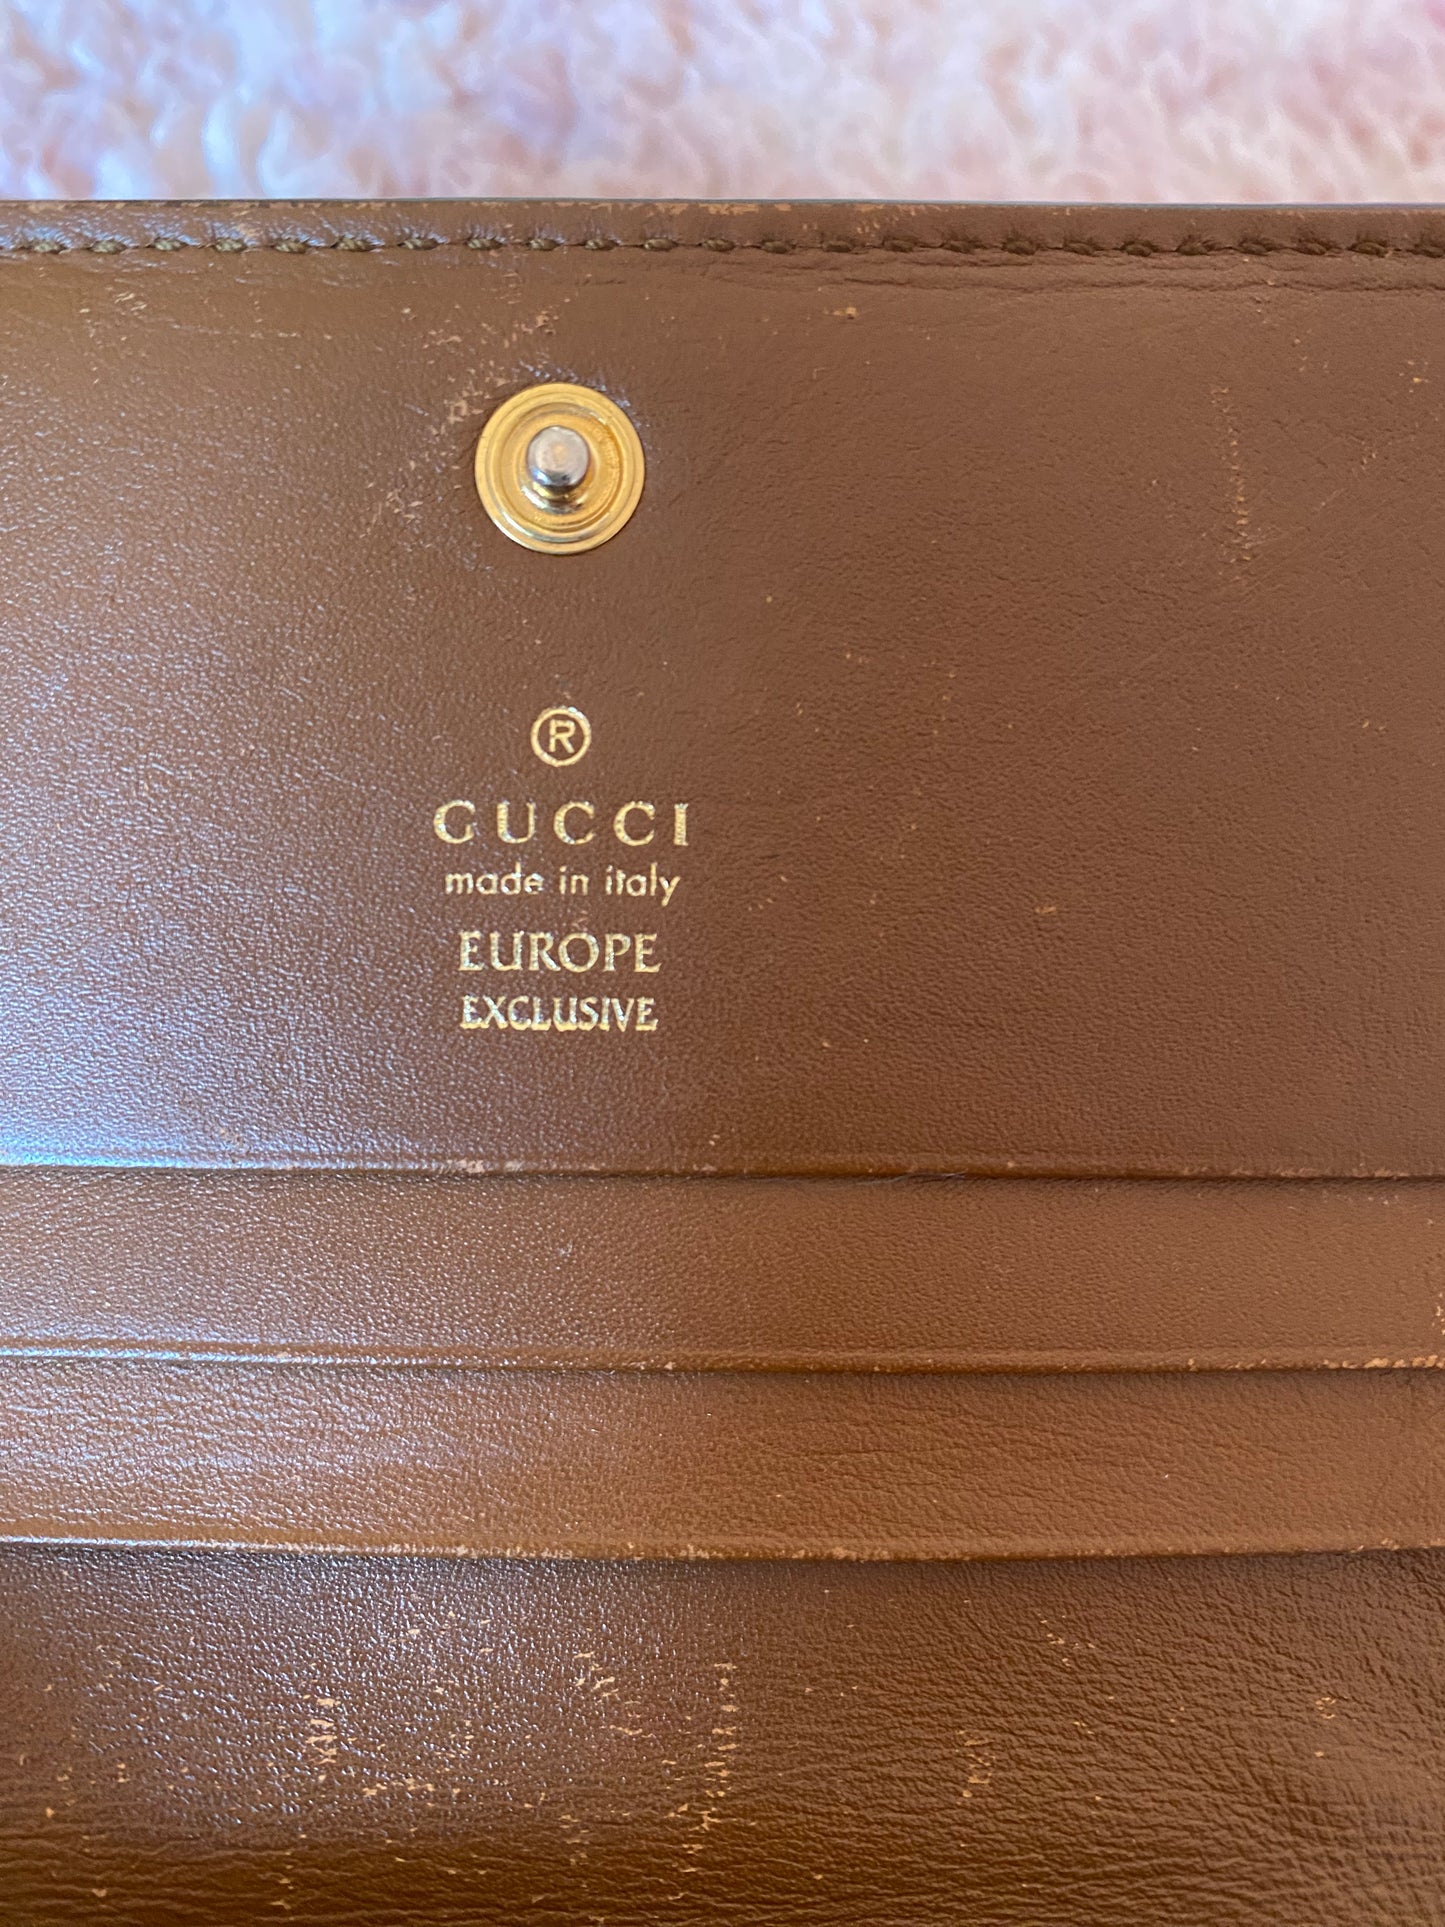 ®
GUCCI
made in italy
EUROPE
EXCLUSIVE